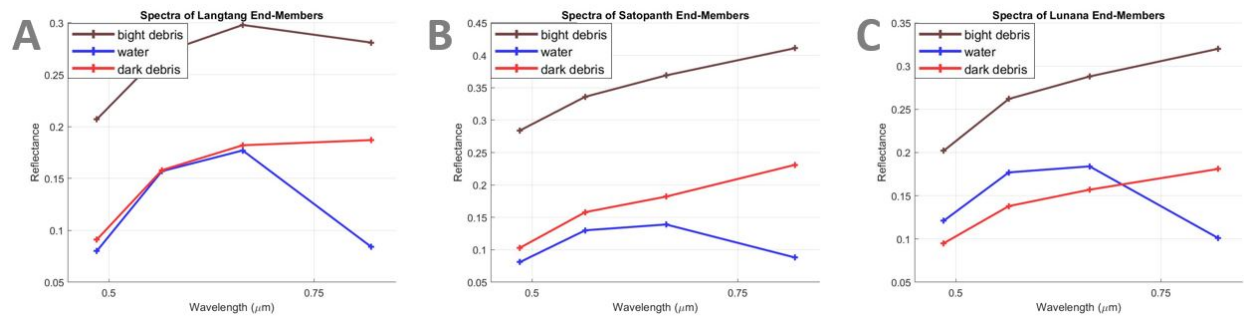 A
Spectra of Langtang End-Members
bight debris
water
dark debris
0.3
0.25
0.2
0.15
0.1
0.05
Reflectance
0.5
0.75
Wavelength (μm)
B
Spectra of Satopanth End-Members
bight debris
water
dark debris
0.45
0.4
0.35
0.3
0.25
0.2
0.15
0.1
0.05
Reflectance
0.5
0.75
Wavelength (μm)
C
Spectra of Lunana End-Members
bight debris
water
dark debris
0.35
0.3
0.25
0.2
0.15
0.1
0.05
Reflectance
0.5
0.75
Wavelength (μm)